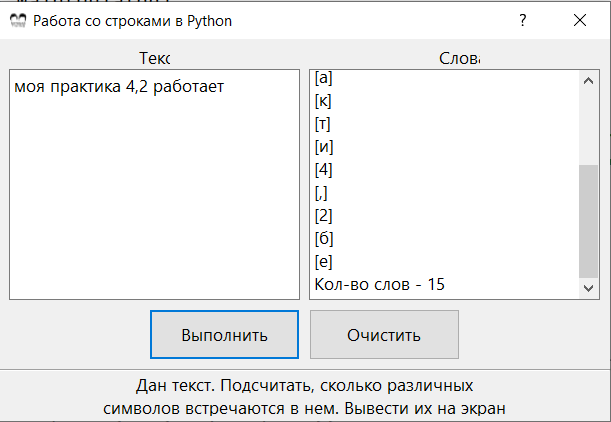 Работа со строками в Python
?
Текс
Слова
моя практика 4,2 работает
[а]
[к]
[т]
[и]
[4]
[,]
[2]
[б]
[е]
Кол-во слов - 15
Выполнить
Очистить
Дан текст. Подсчитать, сколько различных
символов встречаются в нем. Вывести их на экран